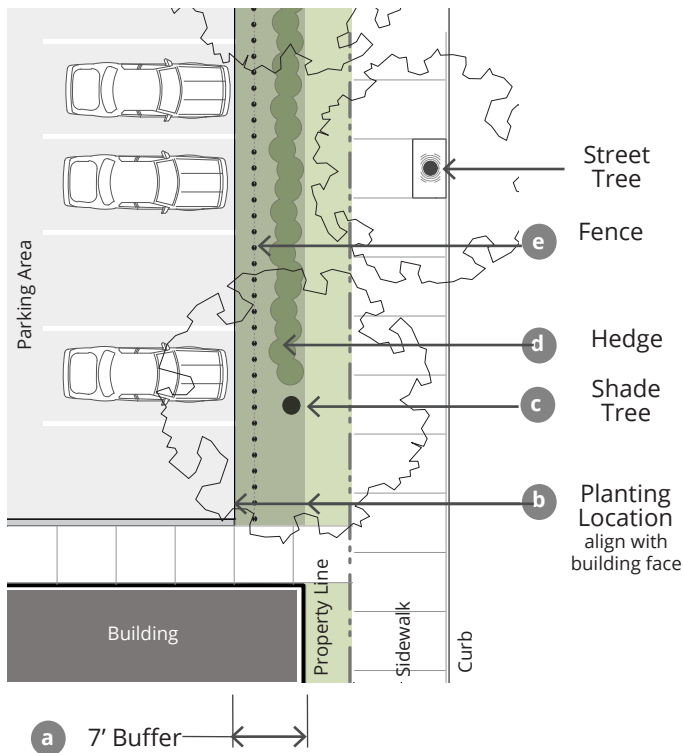 Street
Tree
e
Fence
Parking Area
d
Hedge
c
Shade
Tree
b
Planting
Location
align with
building face
Building
Property Line
Sidewalk
Curb
a
7’ Buffer